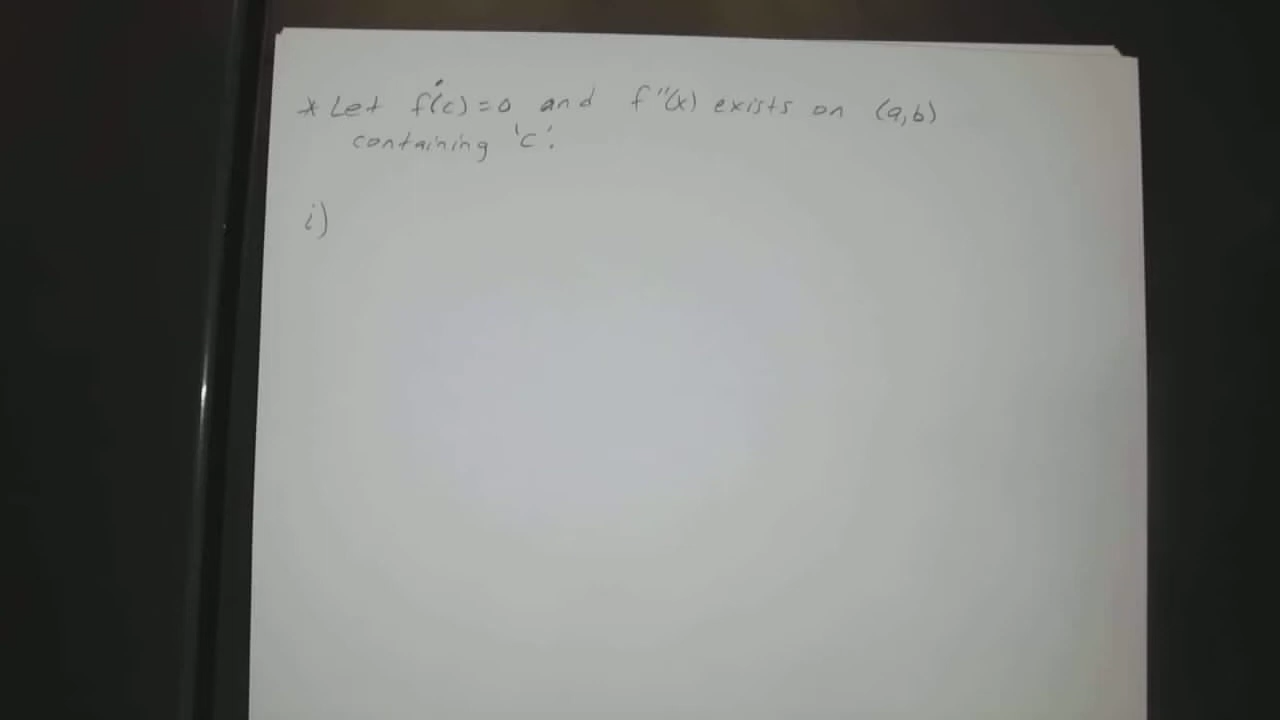 * Let f'(c) = 0 and f"(x) exists on (a,b)
containing 'c'.
i)